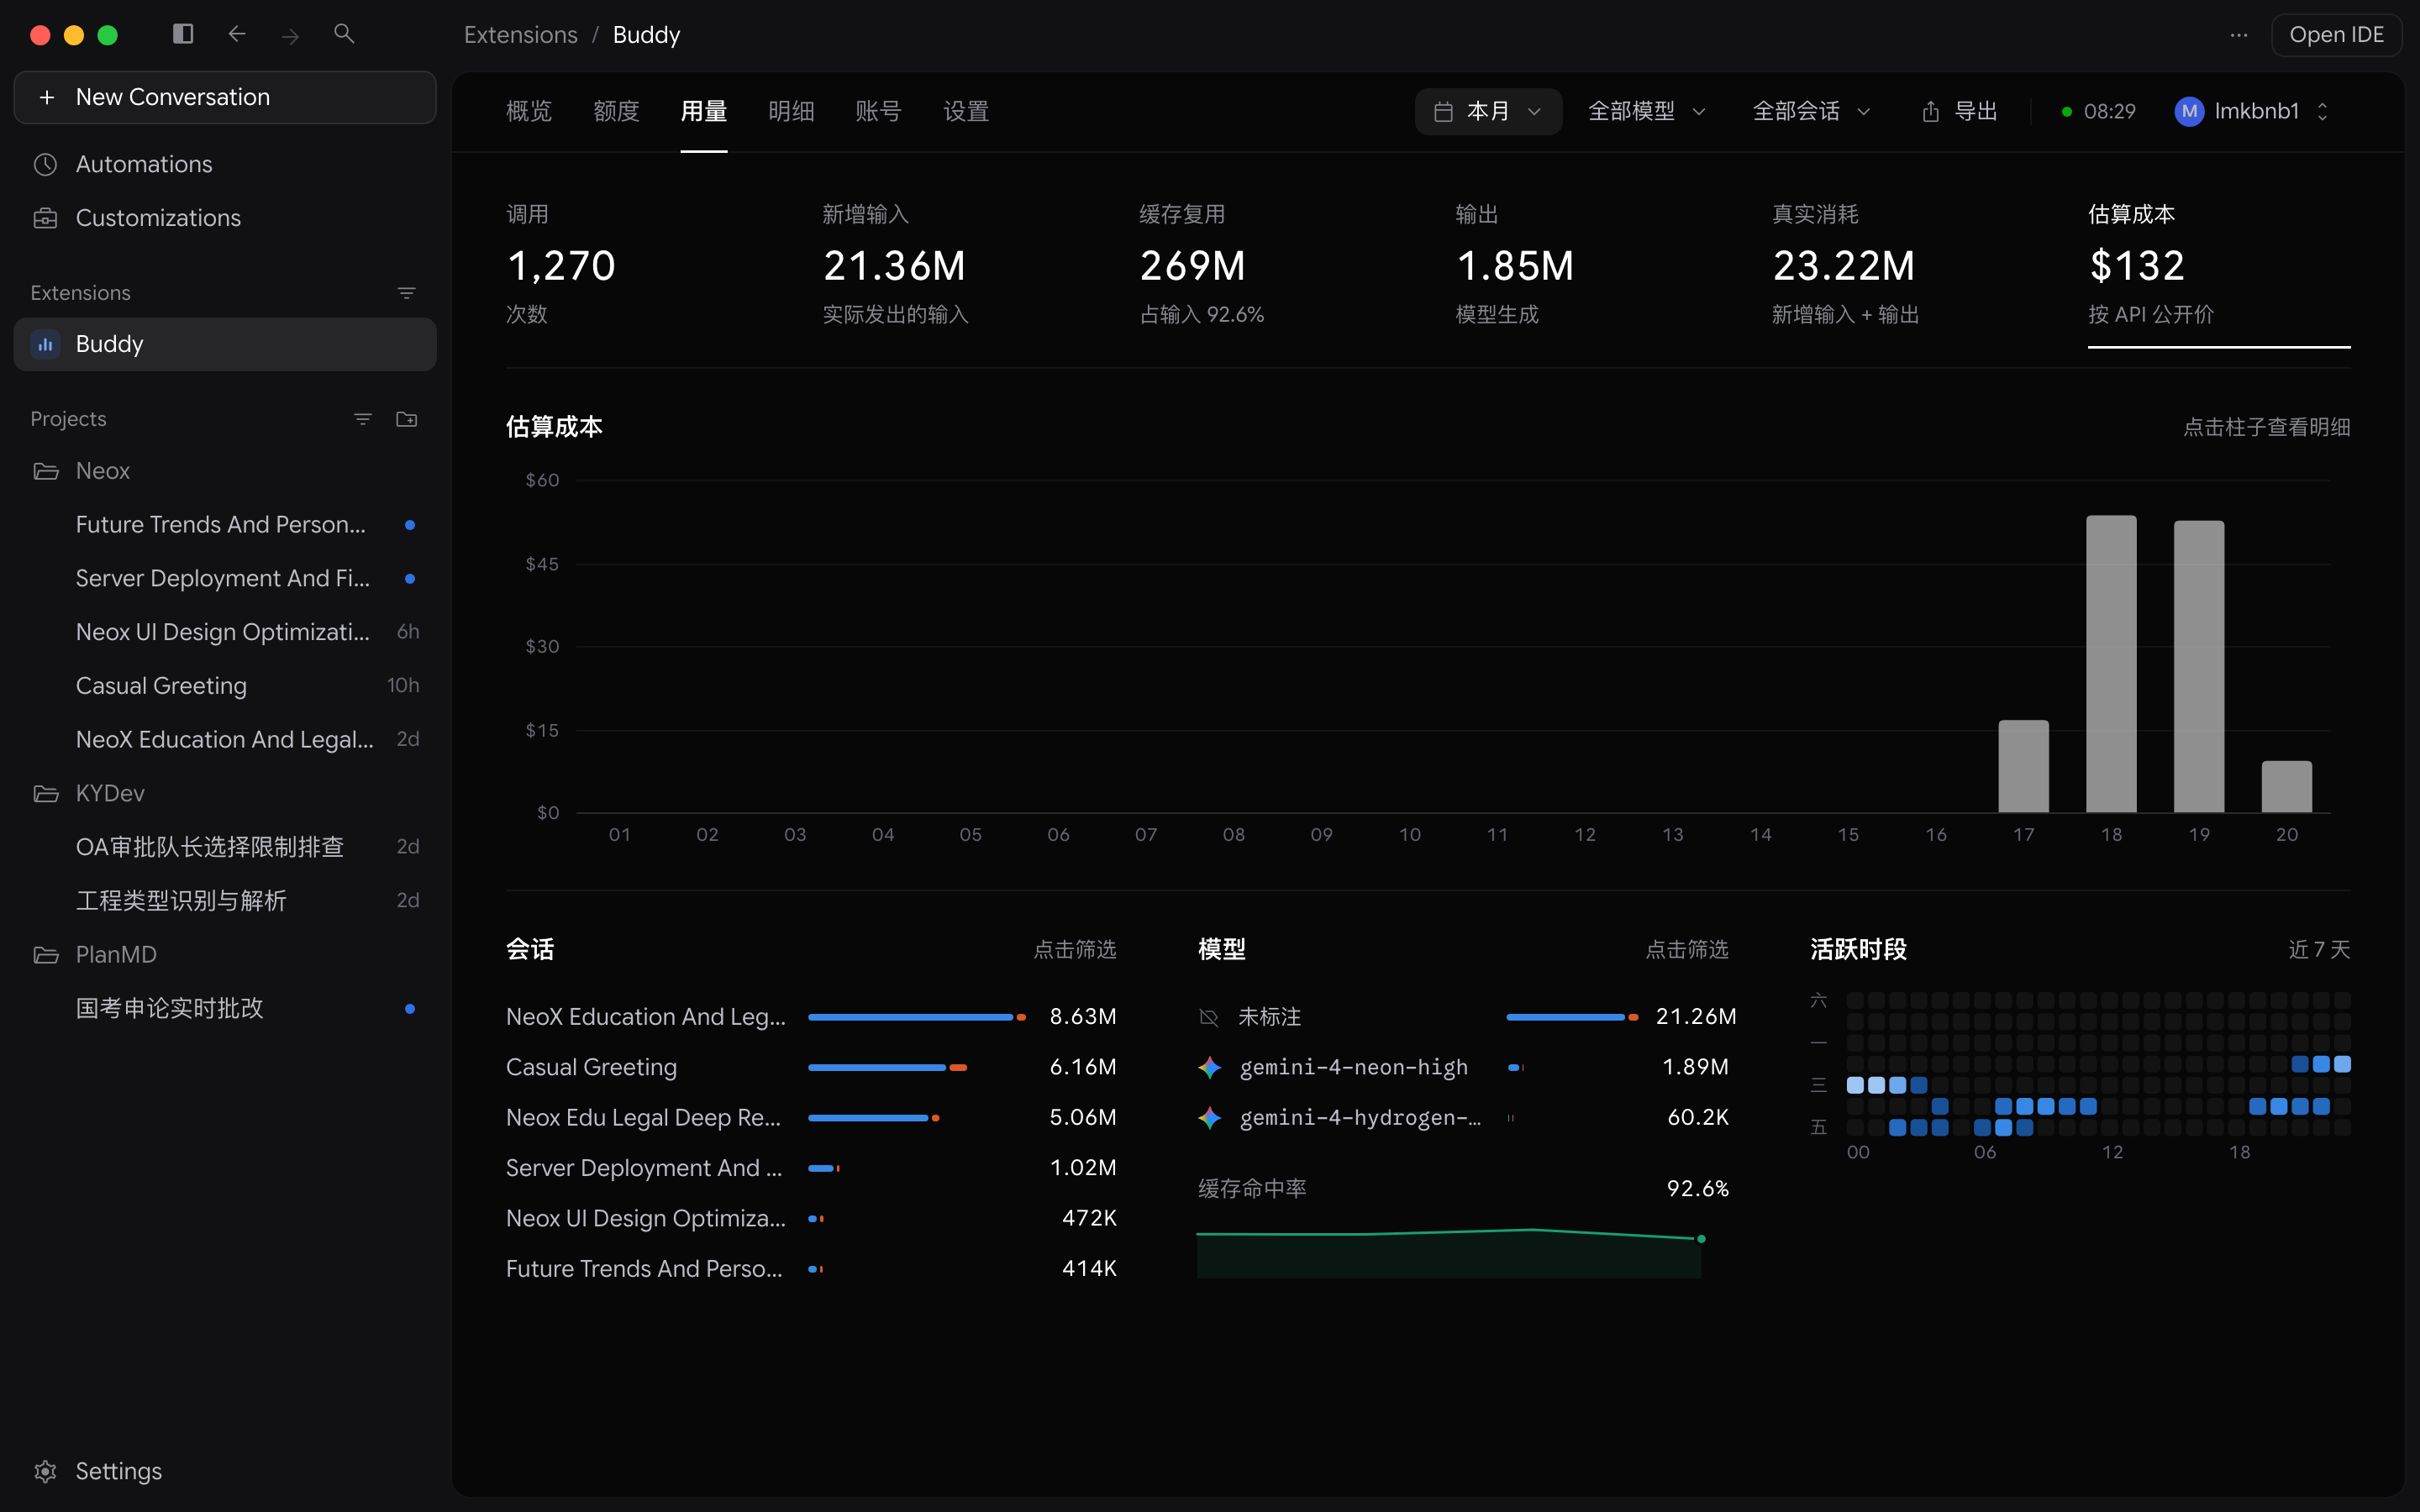 Extensions / Buddy
Open IDE
New Conversation
Automations
Customizations
Extensions
Buddy
Projects
Neox
Future Trends And Person...
Server Deployment And Fi...
Neox UI Design Optimizati... 6h
Casual Greeting 10h
NeoX Education And Legal... 2d
KYDev
OA审批队长选择限制排查 2d
工程类型识别与解析 2d
PlanMD
国考申论实时批改
Settings
概览 额度 用量 明细 账号 设置
本月 全部模型 全部会话 导出 08:29 M lmkbnb1
调用 新增输入 缓存复用 输出 真实消耗 估算成本
1,270 21.36M 269M 1.85M 23.22M $132
次数 实际发出的输入 占输入 92.6% 模型生成 新增输入 + 输出 按 API 公开价
估算成本 点击柱子查看明细
$60
$45
$30
$15
$0
01 02 03 04 05 06 07 08 09 10 11 12 13 14 15 16 17 18 19 20
会话 点击筛选
NeoX Education And Leg... 8.63M
Casual Greeting 6.16M
Neox Edu Legal Deep Re... 5.06M
Server Deployment And ... 1.02M
Neox UI Design Optimiza... 472K
Future Trends And Perso... 414K
模型 点击筛选
未标注 21.26M
gemini-4-neon-high 1.89M
gemini-4-hydrogen-... 60.2K
缓存命中率 92.6%
活跃时段 近 7 天
六
一
三
五
00 06 12 18